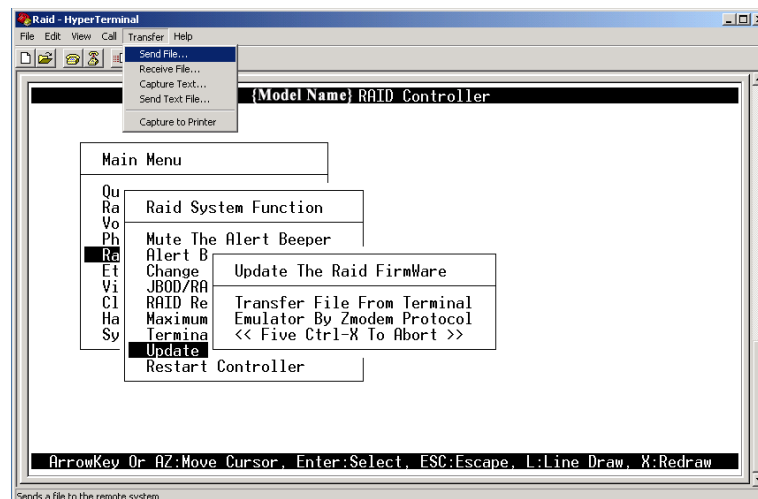 Raid - HyperTerminal
File Edit View Call Transfer Help
Send File...
Receive File...
Capture Text...
Send Text File...
Capture to Printer
{Model Name} RAID Controller
Main Menu
Qu
Ra
Vo
Ph
Ra
Et
Vi
Cl
Ha
Sy
Raid System Function
Mute The Alert Beeper
Alert B
Change
JBOD/RA
RAID Re
Maximum
Termina
Update
Restart Controller
Update The Raid FirmWare
Transfer File From Terminal
Emulator By Zmodem Protocol
<< Five Ctrl-X To Abort >>
ArrowKey Or AZ:Move Cursor, Enter:Select, ESC:Escape, L:Line Draw, X:Redraw
Sends a file to the remote system